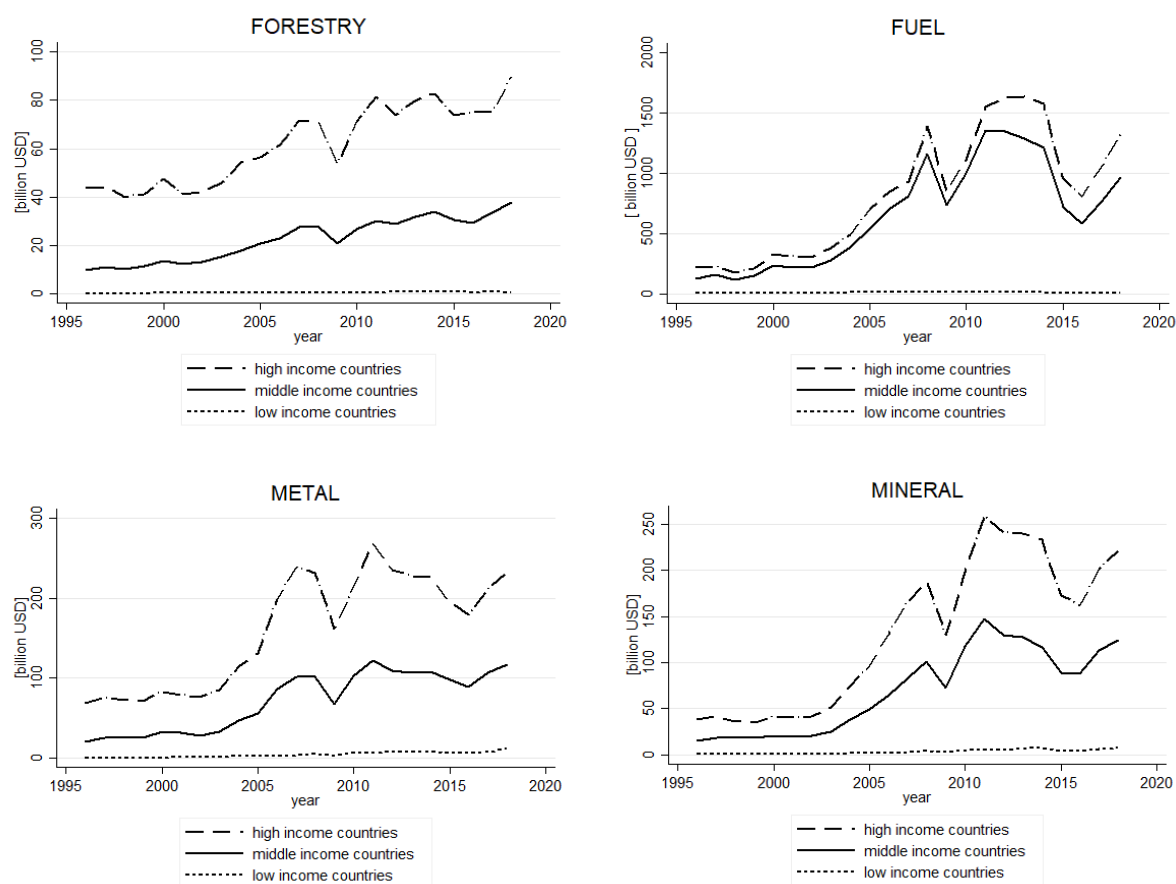 FORESTRY
[billion USD]
100
80
60
40
20
0
1995 2000 2005 2010 2015 2020
year
high income countries
middle income countries
low income countries
FUEL
[ billion USD ]
2000
1500
1000
500
0
1995 2000 2005 2010 2015 2020
year
high income countries
middle income countries
low income countries
METAL
[billion USD]
300
200
100
0
1995 2000 2005 2010 2015 2020
year
high income countries
middle income countries
low income countries
MINERAL
[billion USD]
250
200
150
100
50
0
1995 2000 2005 2010 2015 2020
year
high income countries
middle income countries
low income countries